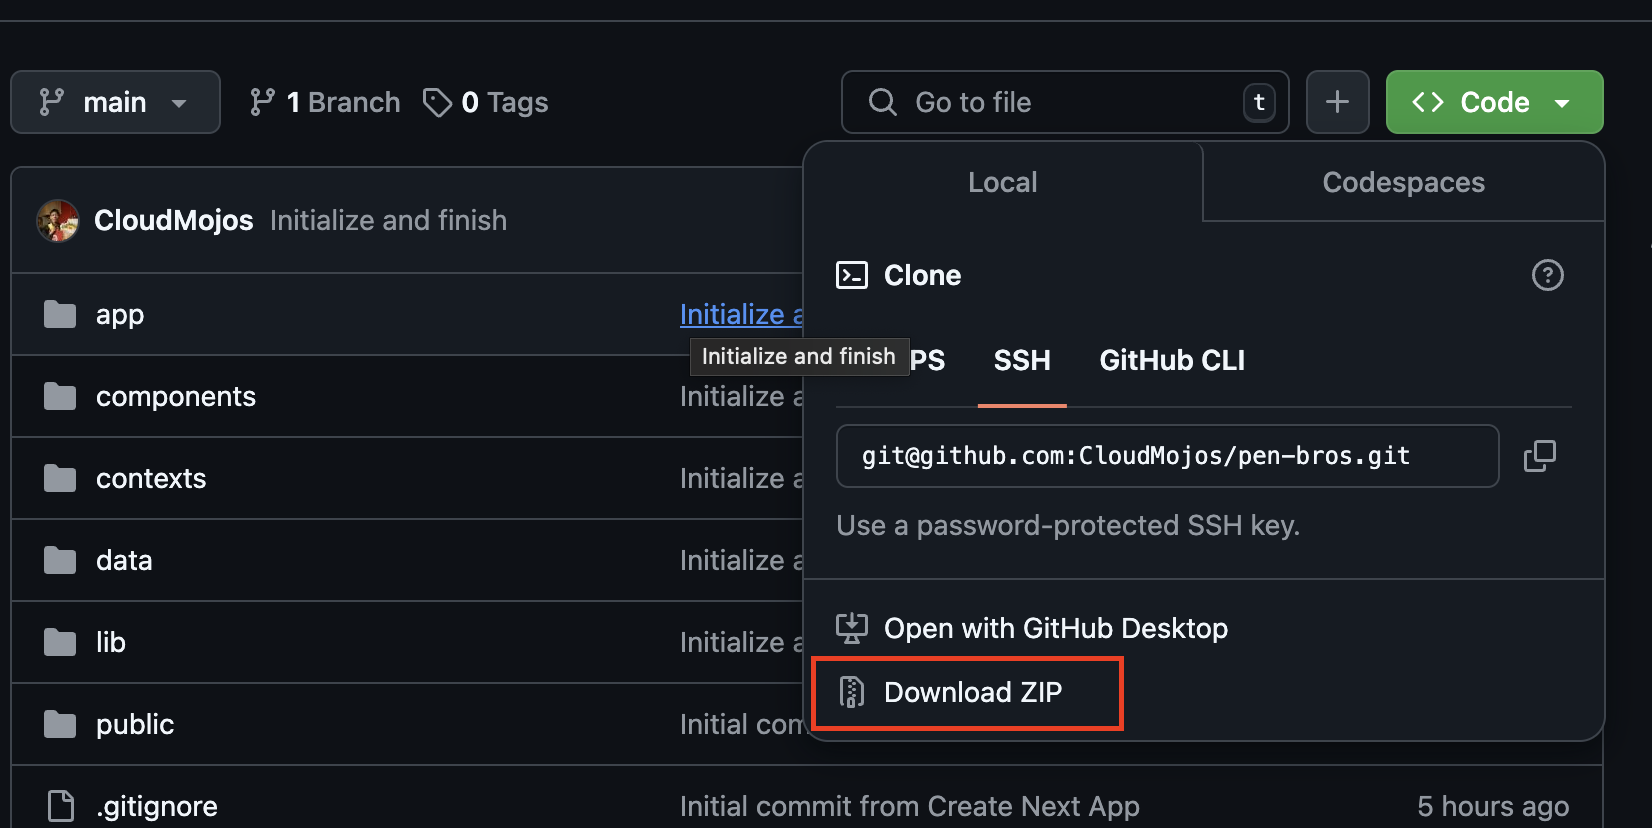 main
1 Branch
0 Tags
Go to file
t
Code
Local
Codespaces
CloudMojos Initialize and finish
Clone
app
Initialize a
Initialize and finish
PS
SSH
GitHub CLI
components
Initialize a
git@github.com:CloudMojos/pen-bros.git
contexts
Initialize a
Use a password-protected SSH key.
data
Initialize a
Open with GitHub Desktop
lib
Initialize a
Download ZIP
public
Initial com
.gitignore
Initial commit from Create Next App
5 hours ago